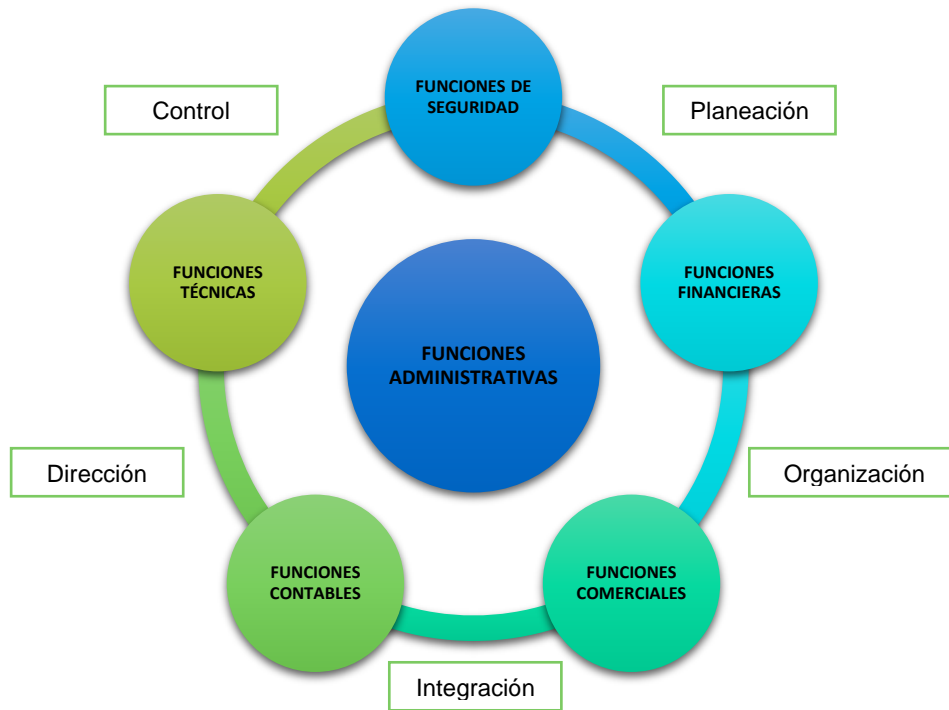 FUNCIONES DE
SEGURIDAD
Control
Planeación
FUNCIONES
TÉCNICAS
FUNCIONES
FINANCIERAS
FUNCIONES
ADMINISTRATIVAS
Dirección
Organización
FUNCIONES
CONTABLES
FUNCIONES
COMERCIALES
Integración